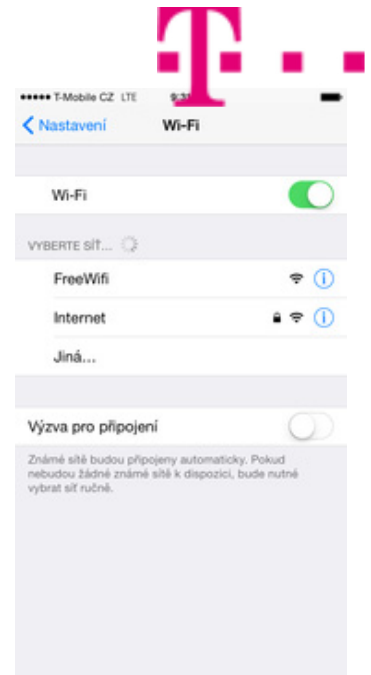 T
T-Mobile CZ LTE
Nastavení Wi-Fi
Wi-Fi
VYBERTE SÍŤ...
FreeWifi
Internet
Jiná...
Výzva pro připojení
Známé sítě budou připojeny automaticky. Pokud
nebudou žádné známé sítě k dispozici, bude nutné
vybrat síť ručně.